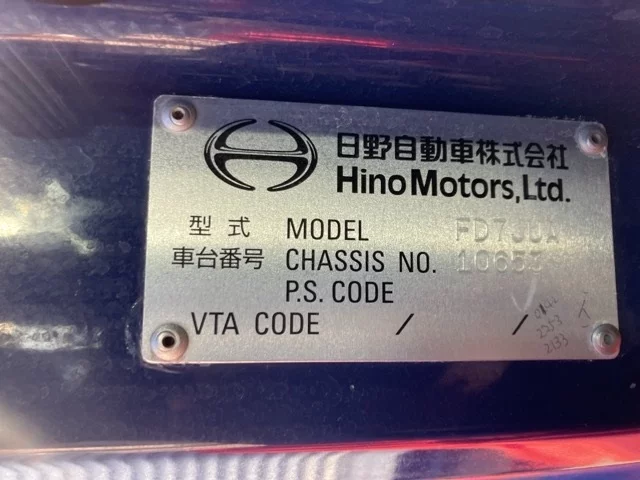 日野自動車株式会社
Hino Motors, Ltd.
型式 MODEL
車台番号 CHASSIS NO.
P.S. CODE
VTA CODE / /